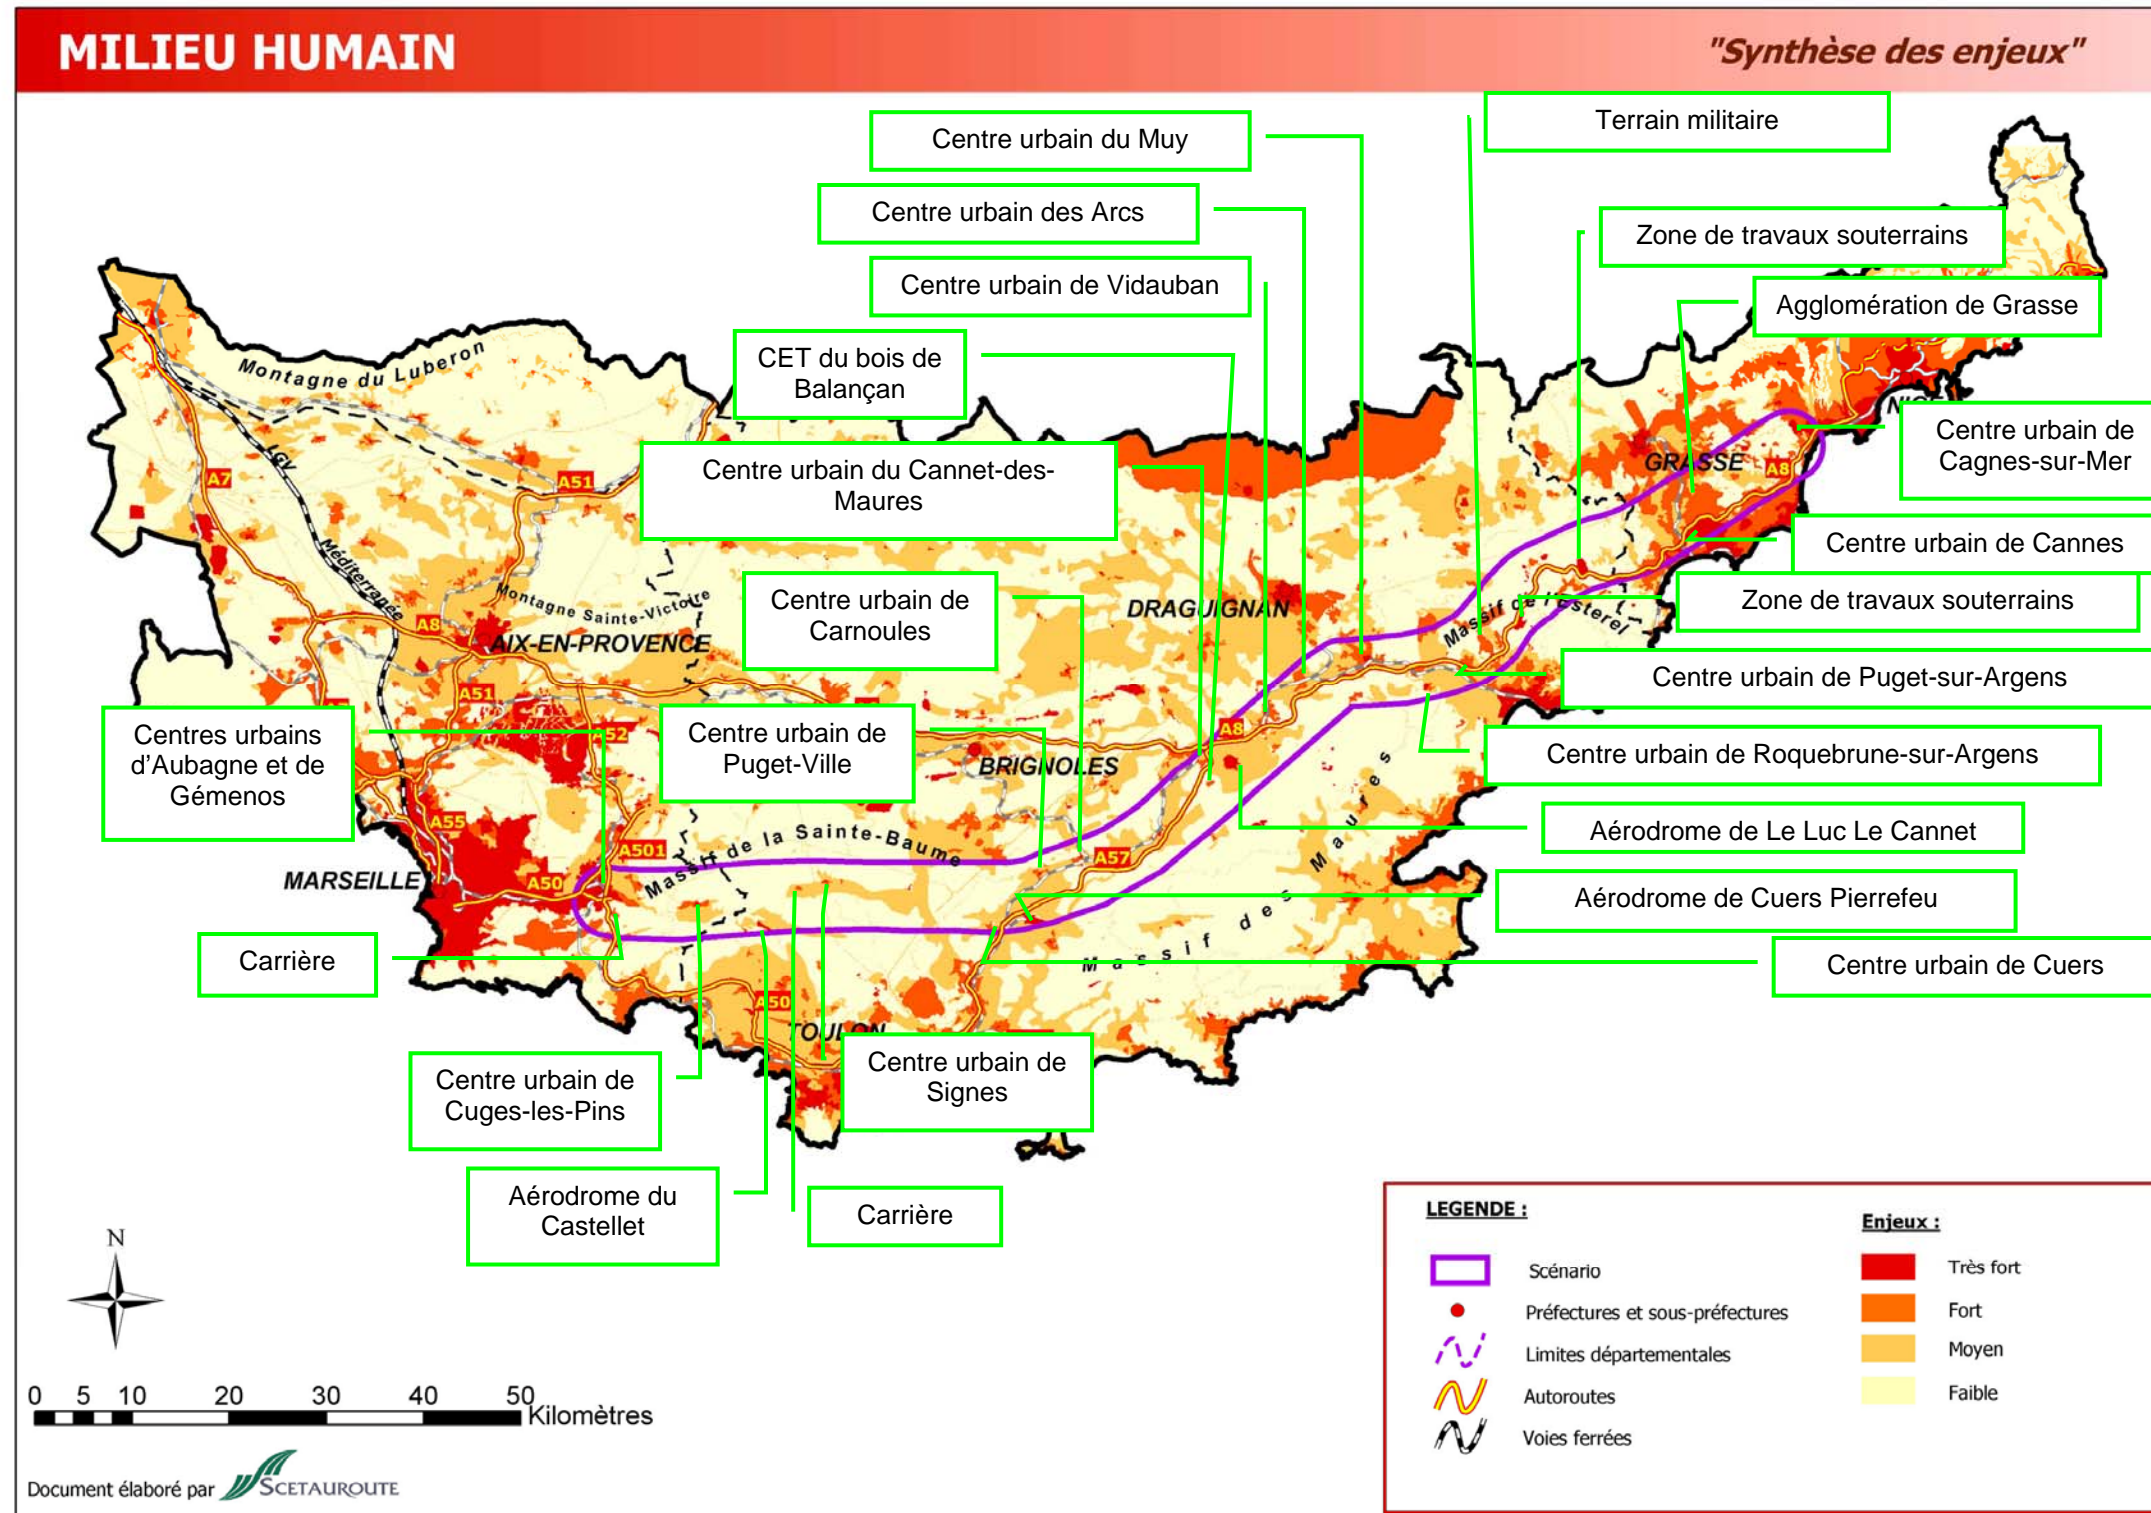 MILIEU HUMAIN
"Synthèse des enjeux"
Terrain militaire
Centre urbain du Muy
Centre urbain des Arcs
Zone de travaux souterrains
Centre urbain de Vidauban
Agglomération de Grasse
CET du bois de
Balançan
Montagne du Luberon
NICE
Centre urbain de
Cagnes-sur-Mer
Centre urbain du Cannet-des-
Maures
GRASSE
A8
LGV
Méditerranée
A7
A51
Centre urbain de Cannes
Montagne Sainte-Victoire
Centre urbain de
Carnoules
DRAGUIGNAN
Massif de l'Esterel
Zone de travaux souterrains
A8
AIX-EN-PROVENCE
Centre urbain de Puget-sur-Argens
A51
Centres urbains
d'Aubagne et de
Gémenos
A52
Centre urbain de
Puget-Ville
A8
BRIGNOLES
Centre urbain de Roquebrune-sur-Argens
A55
A501
Massif de la Sainte-Baume
A57
Massif des Maures
Maures
Aérodrome de Le Luc Le Cannet
MARSEILLE
A50
Aérodrome de Cuers Pierrefeu
Carrière
Centre urbain de Cuers
A50
TOULON
Centre urbain de
Cuges-les-Pins
Centre urbain de
Signes
Aérodrome du
Castellet
Carrière
N
0 5 10 20 30 40 50
Kilomètres
Document élaboré par SCETAUROUTE
LEGENDE :
Scénario
Préfectures et sous-préfectures
Limites départementales
Autoroutes
Voies ferrées
Enjeux :
Très fort
Fort
Moyen
Faible